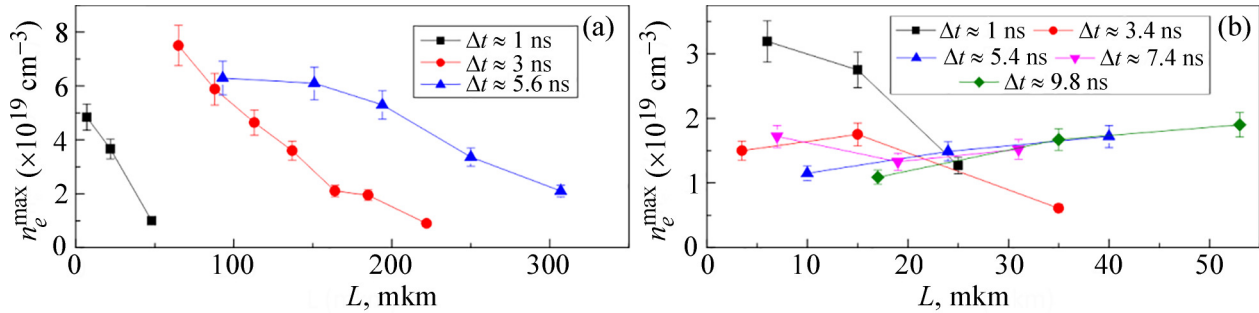 (a)
Δt ≈ 1 ns
Δt ≈ 3 ns
Δt ≈ 5.6 ns
8
6
4
2
0
n_e^max (×10^19 cm^−3)
0 100 200 300
L, mkm
(b)
Δt ≈ 1 ns Δt ≈ 3.4 ns
Δt ≈ 5.4 ns Δt ≈ 7.4 ns
Δt ≈ 9.8 ns
3
2
1
0
n_e^max (×10^19 cm^−3)
0 10 20 30 40 50
L, mkm